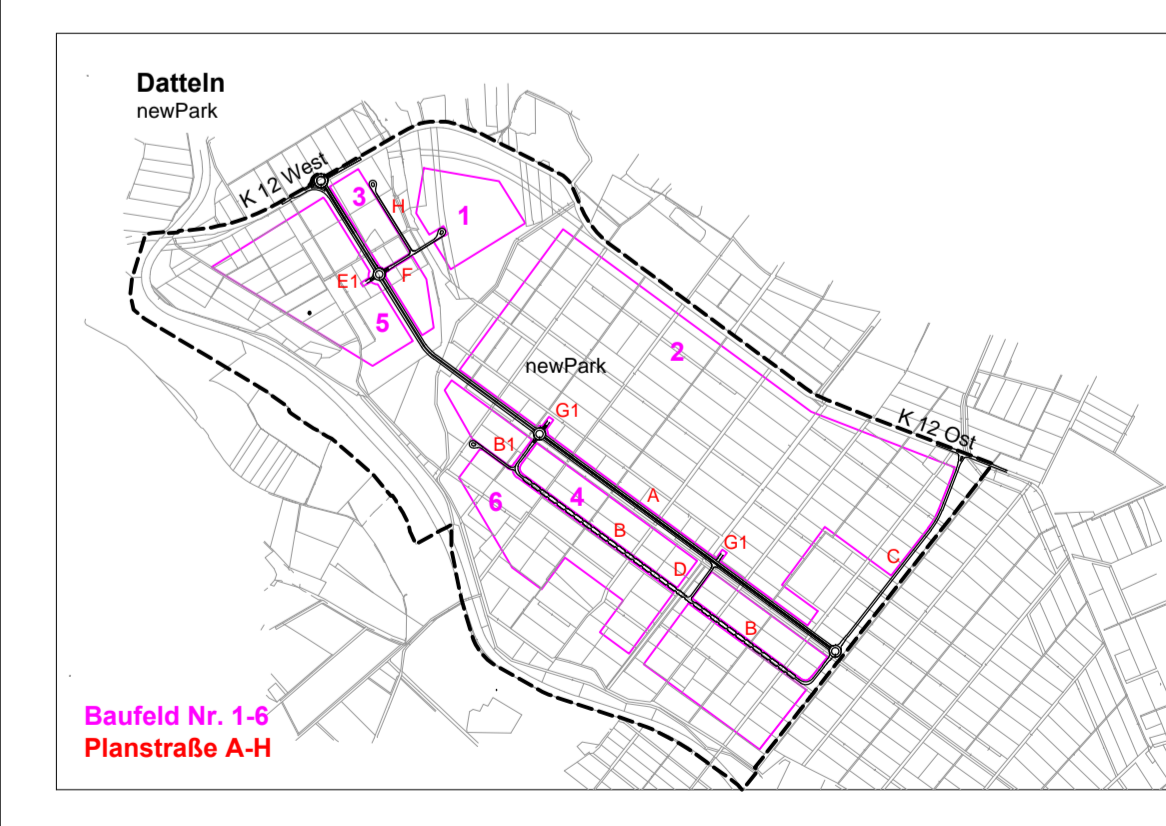 Datteln
newPark
K 12 West
3
H
1
F
E1
5
2
newPark
K 12 Ost
G1
B1
4
6
A
B
G1
D
C
B
Baufeld Nr. 1-6
Planstraße A-H